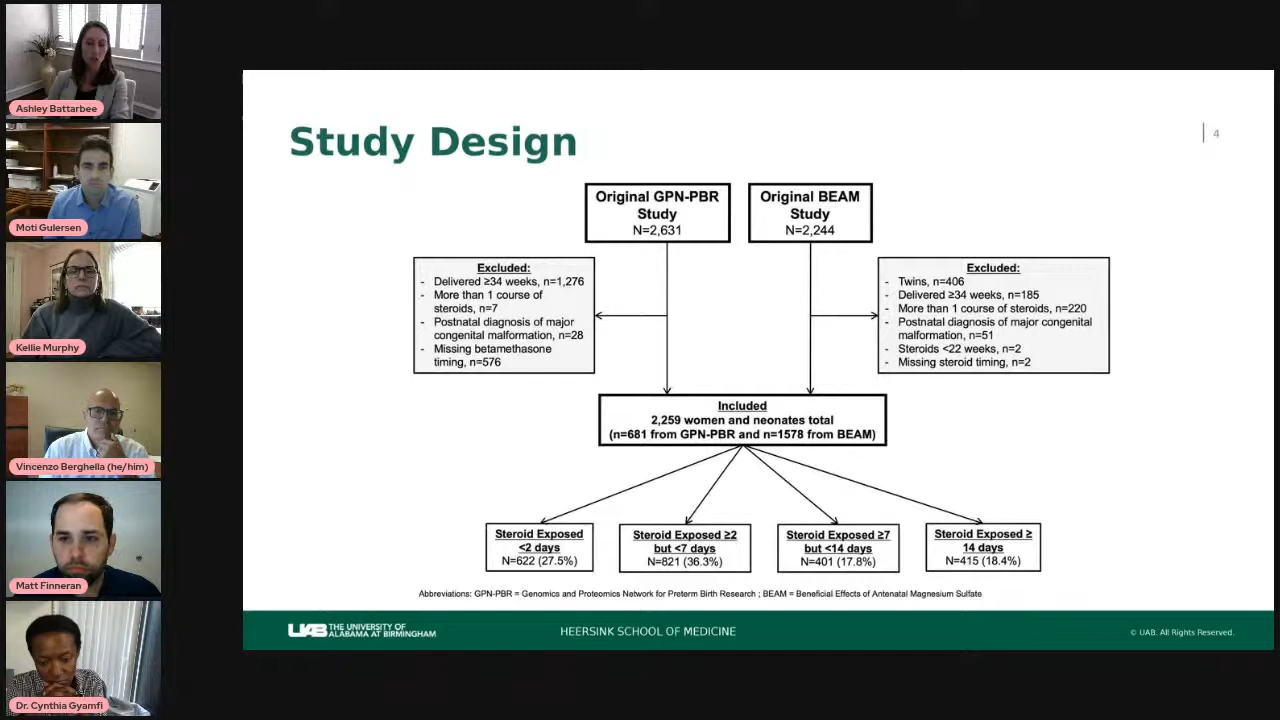 Ashley Battarbee
Moti Gulersen
Kellie Murphy
Vincenzo Berghella (he/him)
Matt Finneran
Dr. Cynthia Gyamfi
Study Design
4
Original GPN-PBR
Study
N=2,631
Original BEAM
Study
N=2,244
Excluded:
- Delivered ≥34 weeks, n=1,276
- More than 1 course of
steroids, n=7
- Postnatal diagnosis of major
congenital malformation, n=28
- Missing betamethasone
timing, n=576
Excluded:
- Twins, n=406
- Delivered ≥34 weeks, n=185
- More than 1 course of steroids, n=220
- Postnatal diagnosis of major congenital
malformation, n=51
- Steroids <22 weeks, n=2
- Missing steroid timing, n=2
Included
2,259 women and neonates total
(n=681 from GPN-PBR and n=1578 from BEAM)
Steroid Exposed
<2 days
N=622 (27.5%)
Steroid Exposed ≥2
but <7 days
N=821 (36.3%)
Steroid Exposed ≥7
but <14 days
N=401 (17.8%)
Steroid Exposed ≥
14 days
N=415 (18.4%)
Abbreviations: GPN-PBR = Genomics and Proteomics Network for Preterm Birth Research ; BEAM = Beneficial Effects of Antenatal Magnesium Sulfate
UAB THE UNIVERSITY OF
ALABAMA AT BIRMINGHAM
HEERSINK SCHOOL OF MEDICINE
© UAB. All Rights Reserved.